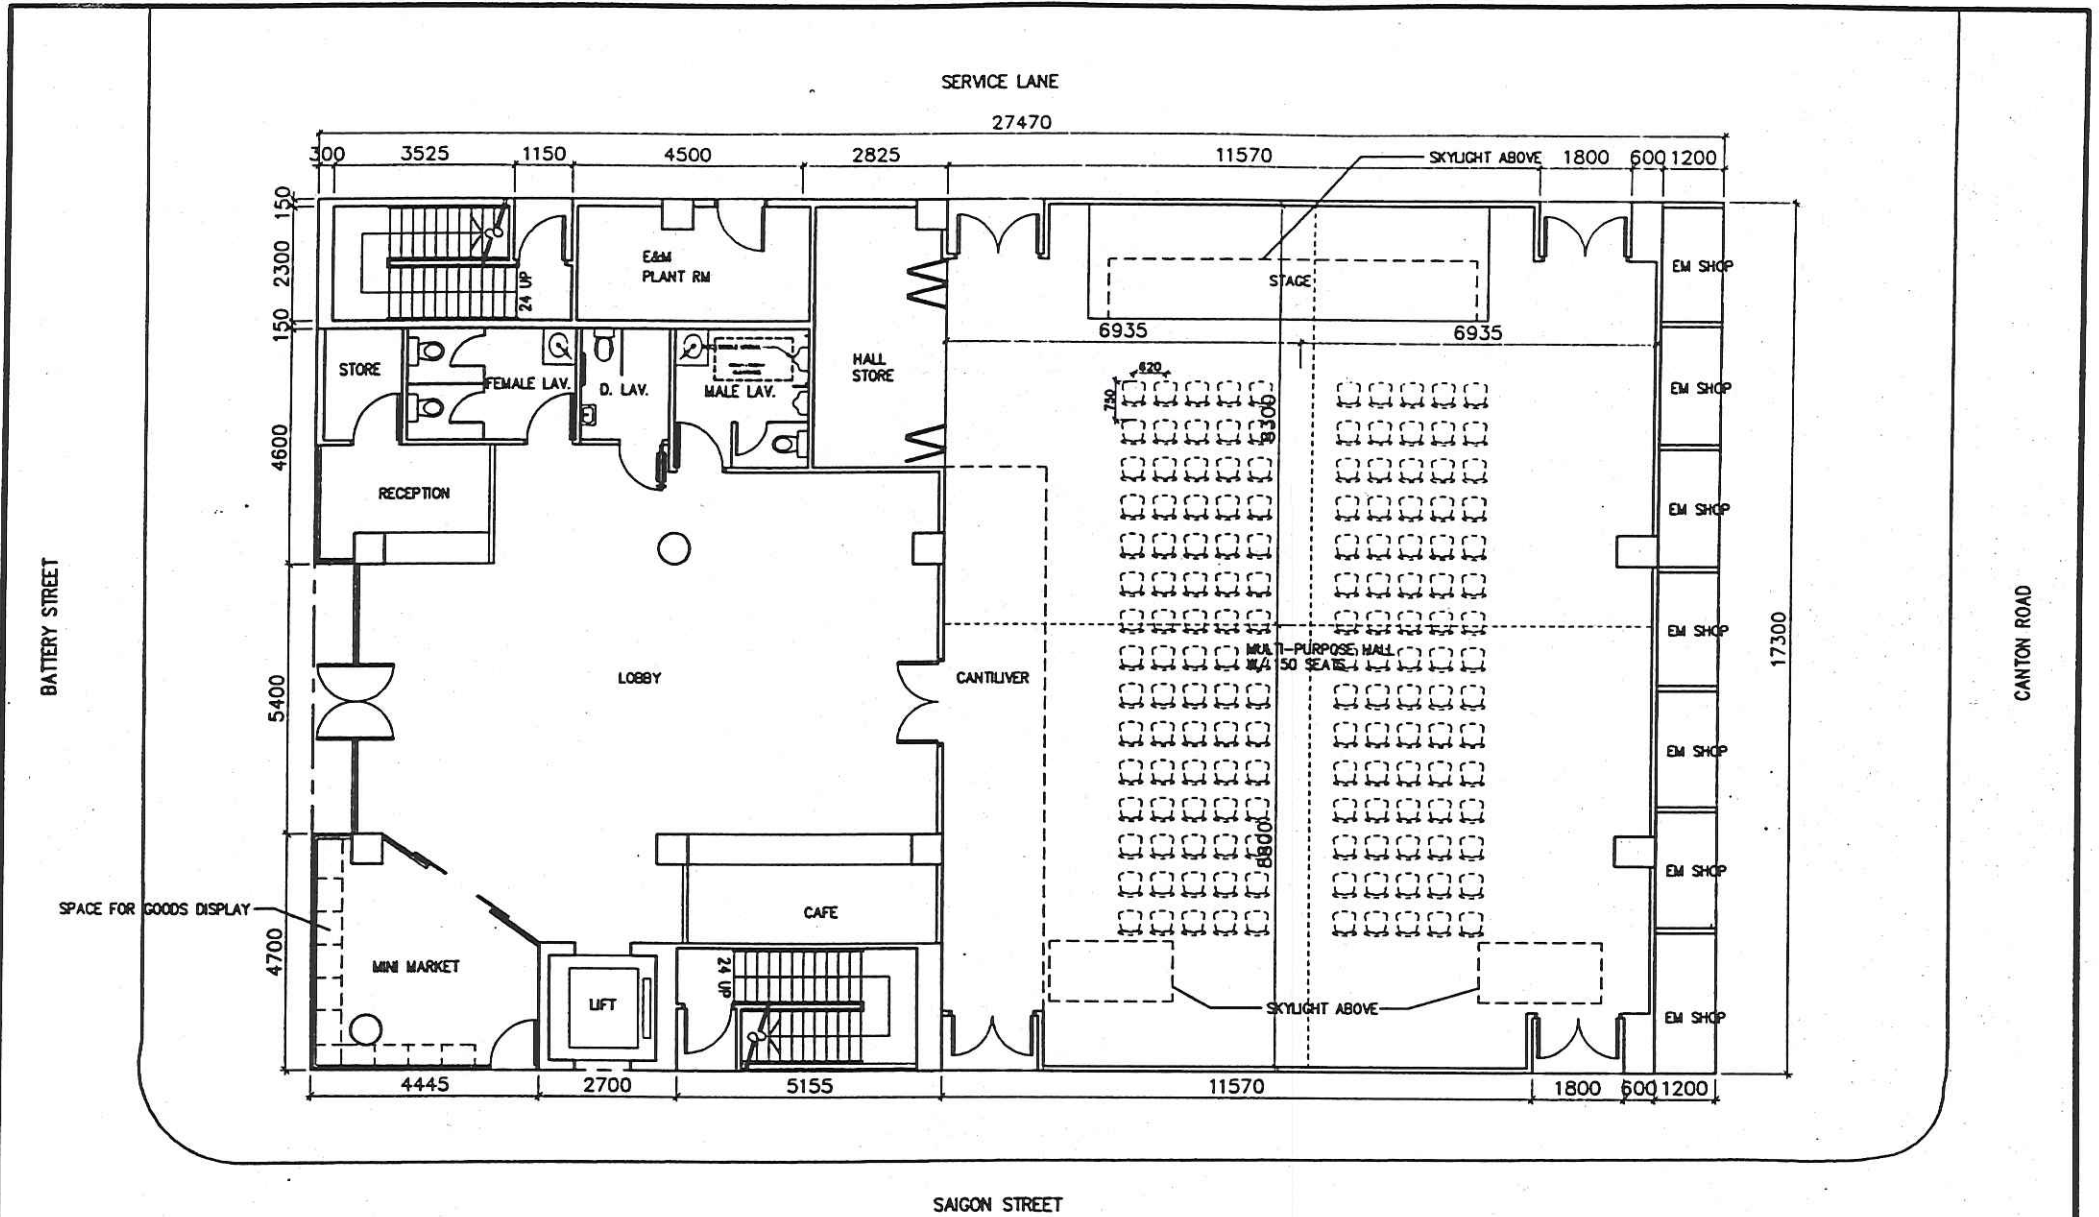 SERVICE LANE
27470
300 3525 1150 4500 2825 11570 SKYLIGHT ABOVE 1800 600 1200
150
2300
150
4600
5400
4700
24 UP
E&M
PLANT RM
STAGE
EM SHOP
6935 6935
STORE
FEMALE LAV.
D. LAV.
MALE LAV.
HALL
STORE
620
750
8300
EM SHOP
RECEPTION
EM SHOP
BATTERY STREET
LOBBY
CANTILIVER
MULTI-PURPOSE HALL
W/150 SEATS
EM SHOP
17300
CANTON ROAD
EM SHOP
8800
EM SHOP
SPACE FOR GOODS DISPLAY
CAFE
MINI MARKET
LIFT
24 UP
SKYLIGHT ABOVE
EM SHOP
4445 2700 5155 11570 1800 600 1200
SAIGON STREET